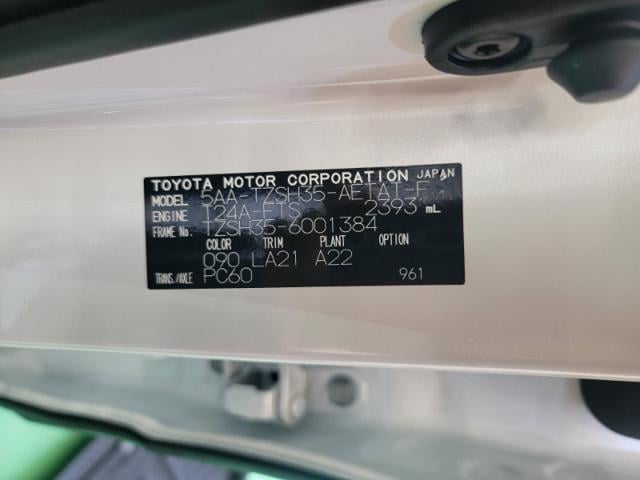 TOYOTA MOTOR CORPORATION JAPAN
MODEL 5AA-TZSH35-AETAT-F
ENGINE T24A-FTS 2393 mL
FRAME No. TZSH35-6001384
COLOR TRIM PLANT OPTION
090 LA21 A22
TRANS./AXLE PC60 961